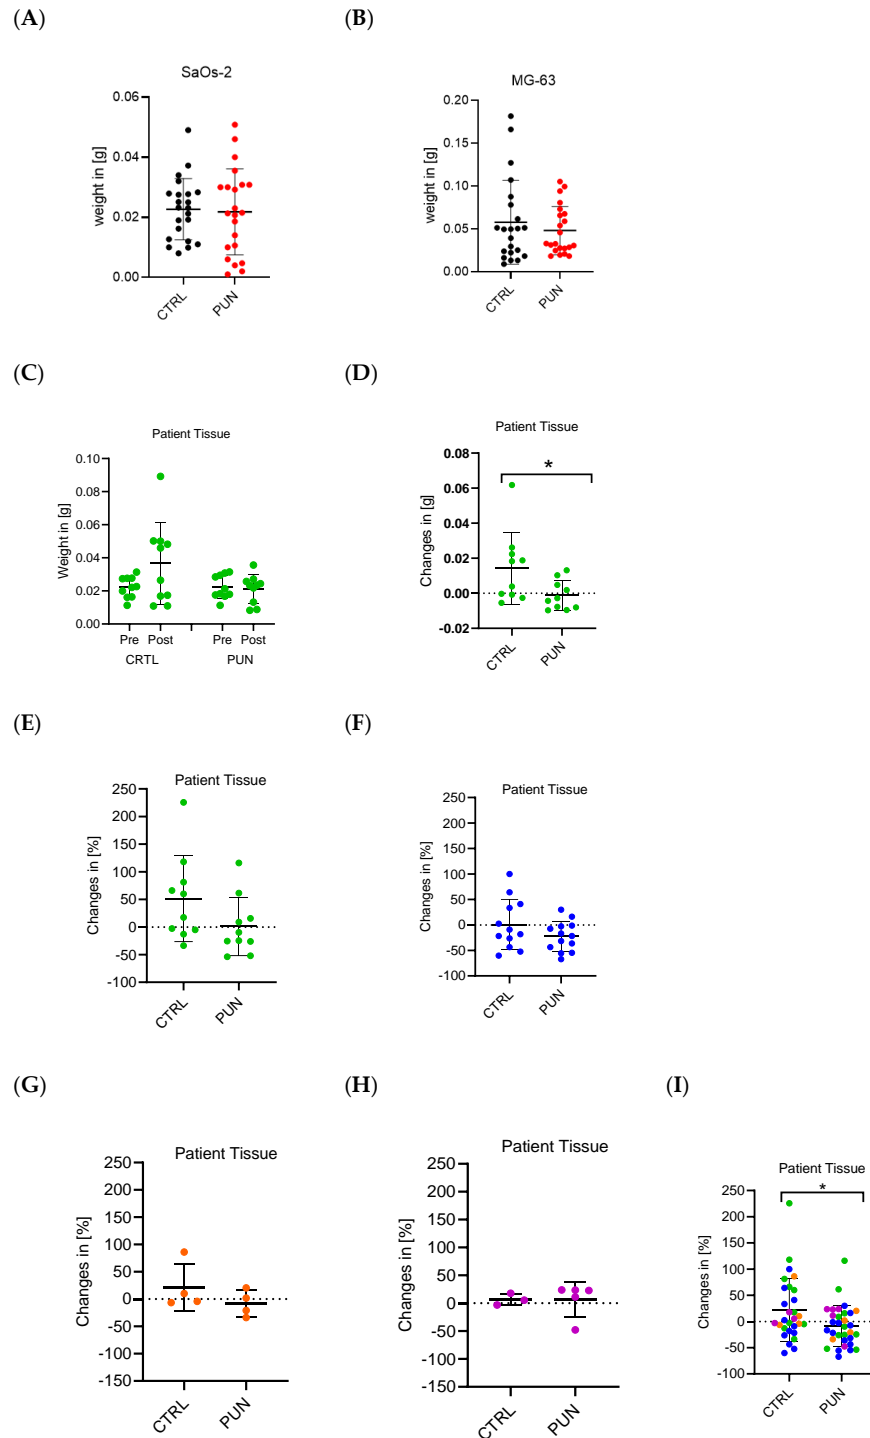 (A)
(B)
SaOs-2
0.06
0.04
0.02
0.00
weight in [g]
CTRL
PUN
MG-63
0.20
0.15
0.10
0.05
0.00
weight in [g]
CTRL
PUN
(C)
(D)
Patient Tissue
0.10
0.08
0.06
0.04
0.02
0.00
Weight in [g]
Pre Post Pre Post
CRTL PUN
Patient Tissue
*
0.08
0.06
0.04
0.02
0.00
-0.02
Changes in [g]
CTRL
PUN
(E)
(F)
Patient Tissue
250
200
150
100
50
0
-50
-100
Changes in [%]
CTRL
PUN
Patient Tissue
250
200
150
100
50
0
-50
-100
Changes in [%]
CTRL
PUN
(G)
(H)
(I)
Patient Tissue
250
200
150
100
50
0
-50
-100
-150
Changes in [%]
CTRL
PUN
Patient Tissue
250
200
150
100
50
0
-50
-100
-150
Changes in [%]
CTRL
PUN
Patient Tissue
*
250
200
150
100
50
0
-50
-100
Changes in [%]
CTRL
PUN